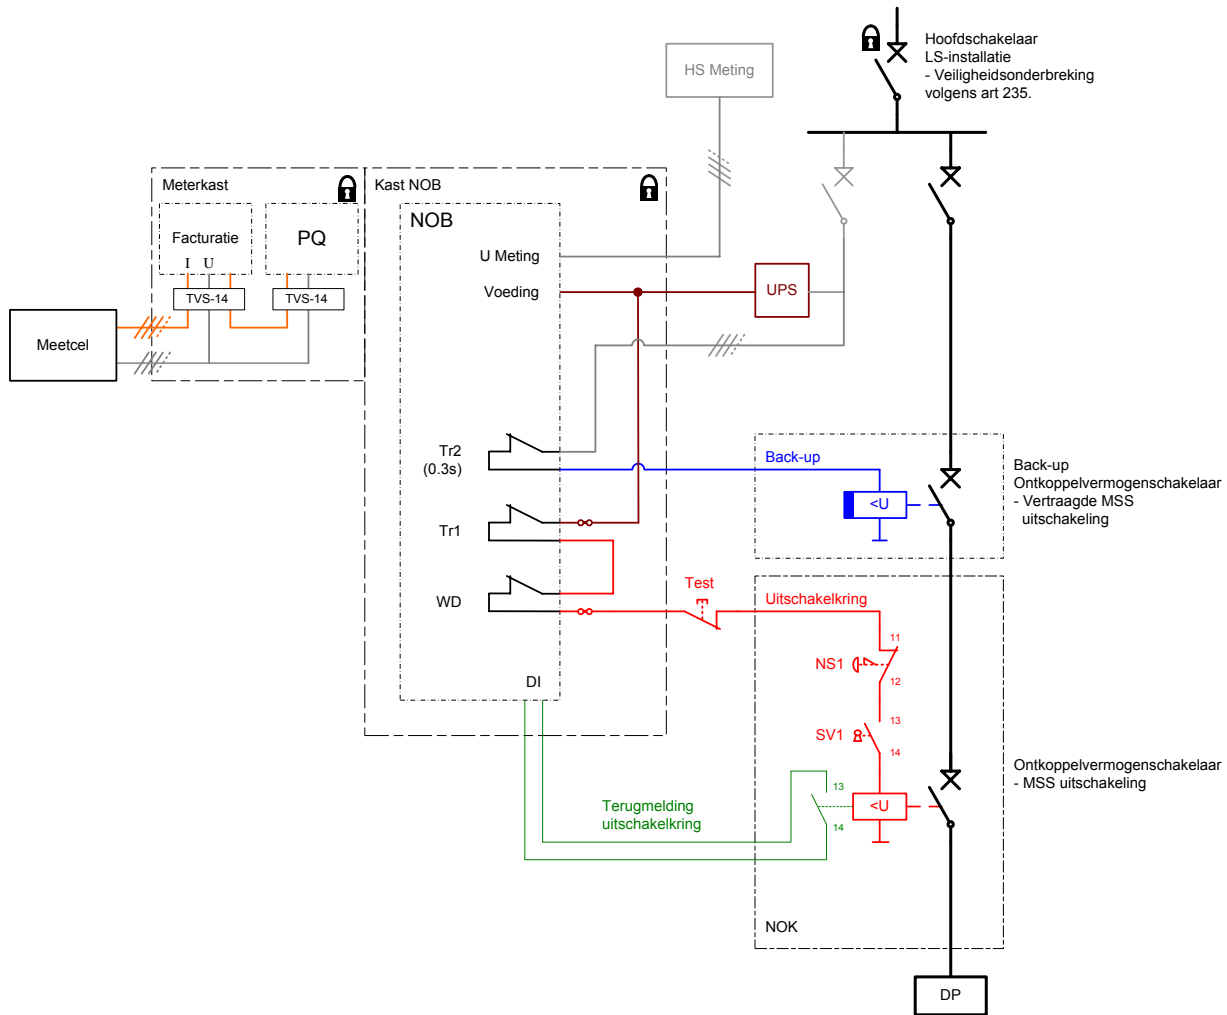 Hoofdschakelaar
LS-installatie
- Veiligheidsonderbreking
volgens art 235.
HS Meting
Meterkast
Kast NOB
NOB
Facturatie
I U
PQ
U Meting
Voeding
UPS
TVS-14
TVS-14
Meetcel
Tr2
(0.3s)
Back-up
<U
Back-up
Ontkoppelvermogenschakelaar
- Vertraagde MSS
uitschakeling
Tr1
WD
Test
Uitschakelkring
11
NS1
12
DI
13
SV1
14
Ontkoppelvermogenschakelaar
- MSS uitschakeling
13
<U
14
Terugmelding
uitschakelkring
NOK
DP